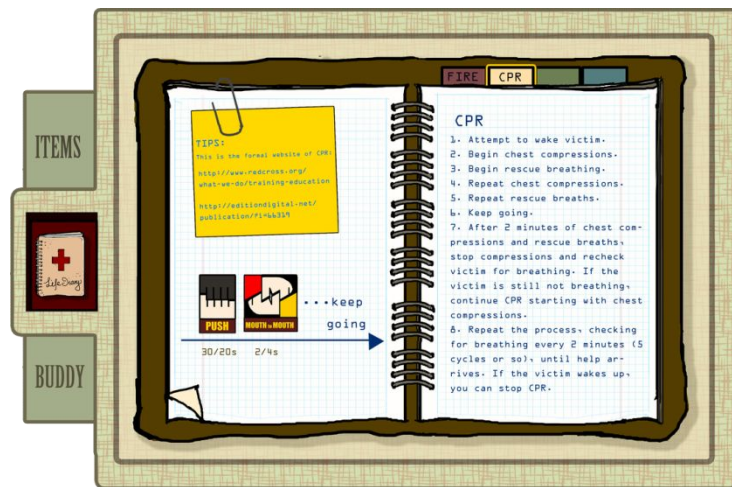 ITEMS
Life Diary
BUDDY
TIPS:
This is the formal website of CPR:
http://www.redcross.org/
what-we-do/training-education
http://editiondigital.net/
publication/?i=66319
PUSH
MOUTH to MOUTH
...keep
going
30/20s
2/4s
FIRE
CPR
CPR
1. Attempt to wake victim.
2. Begin chest compressions.
3. Begin rescue breathing.
4. Repeat chest compressions.
5. Repeat rescue breaths.
6. Keep going.
7. After 2 minutes of chest com-
pressions and rescue breaths,
stop compressions and recheck
victim for breathing. If the
victim is still not breathing,
continue CPR starting with chest
compressions.
8. Repeat the process, checking
for breathing every 2 minutes (5
cycles or so), until help ar-
rives. If the victim wakes up,
you can stop CPR.